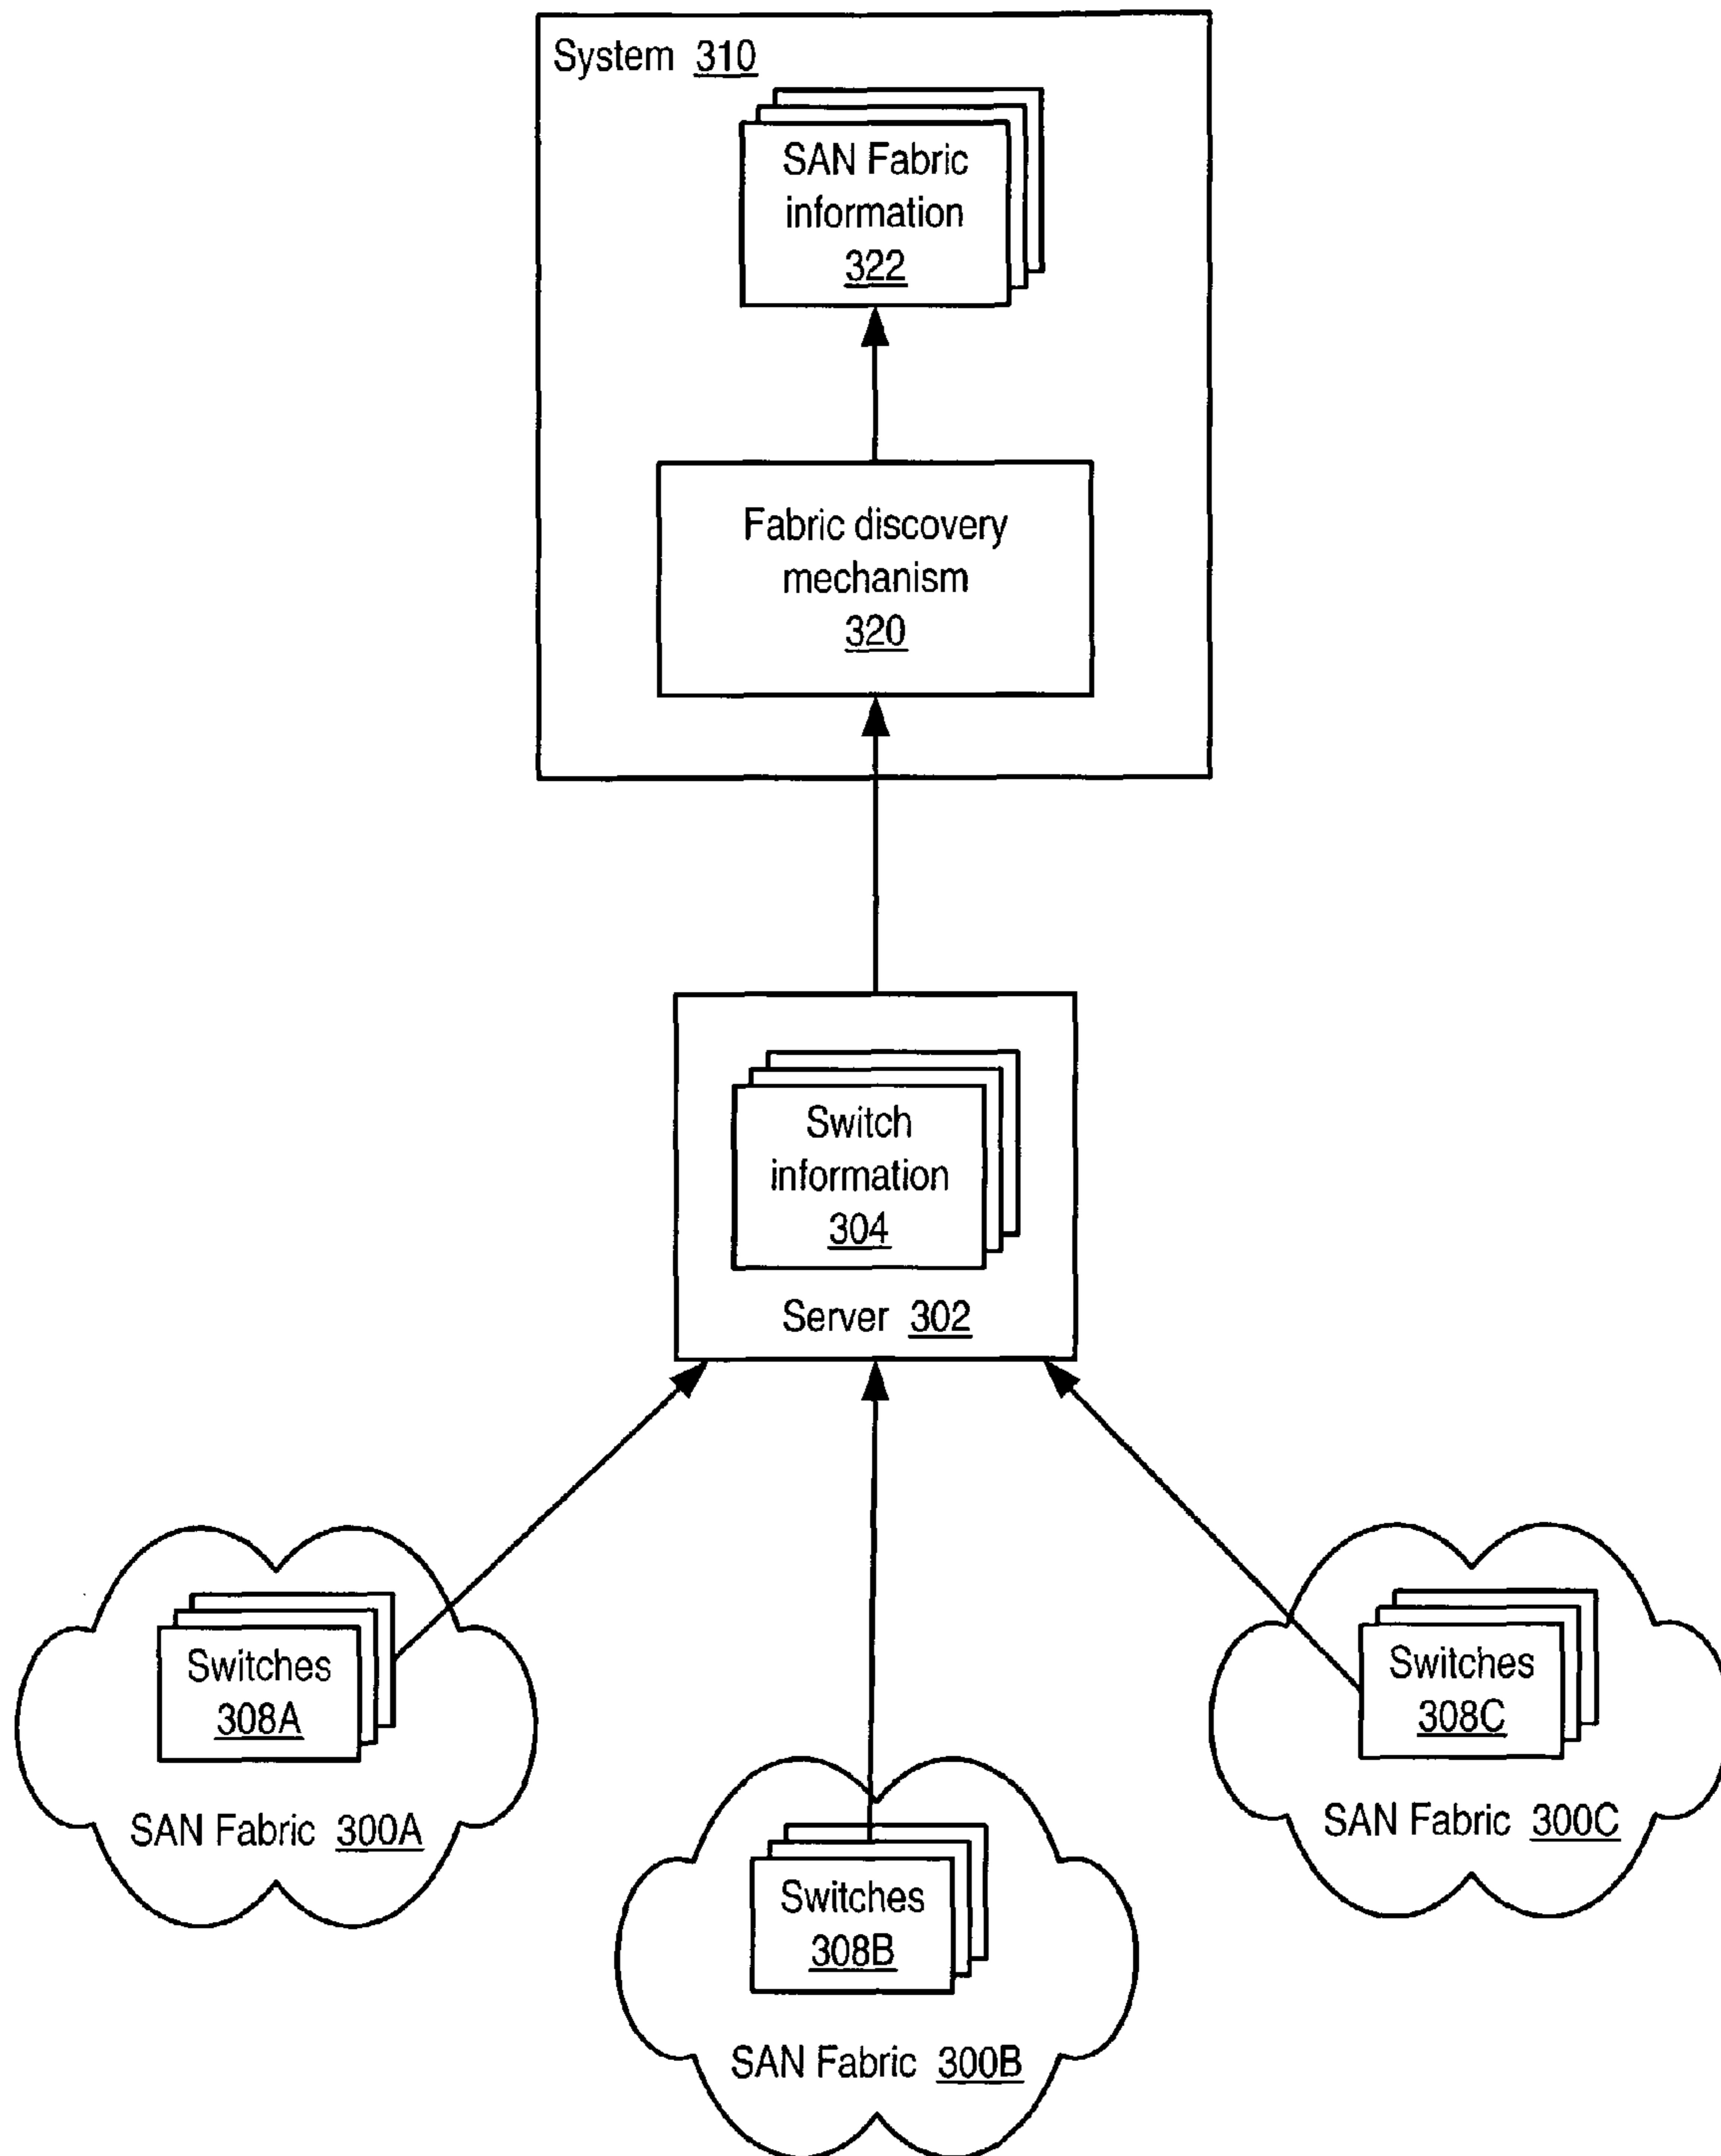 System 310
SAN Fabric
information
322
Fabric discovery
mechanism
320
Switch
information
304
Server 302
Switches
308A
SAN Fabric 300A
Switches
308C
SAN Fabric 300C
Switches
308B
SAN Fabric 300B